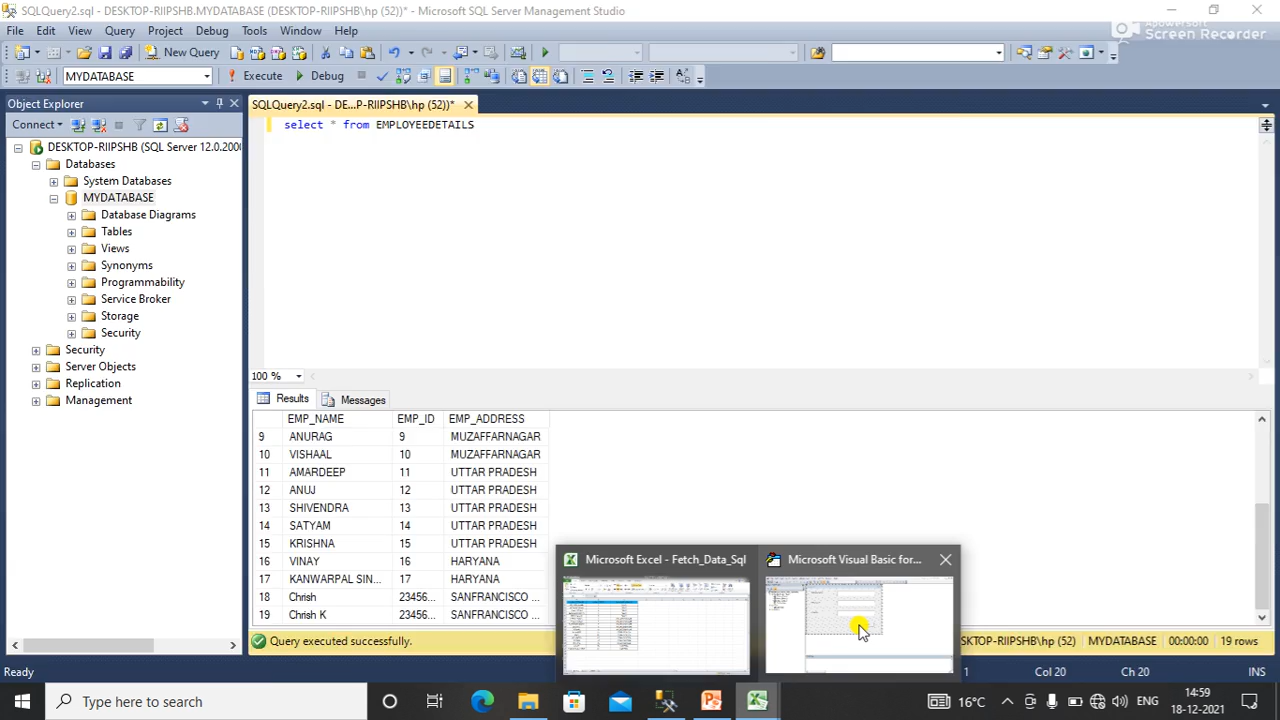 SQLQuery2.sql - DESKTOP-RIIPSHB.MYDATABASE (DESKTOP-RIIPSHB\hp (52))* - Microsoft SQL Server Management Studio
Apowersoft
Screen Recorder
File Edit View Query Project Debug Tools Window Help
New Query
MYDATABASE Execute Debug
Object Explorer
SQLQuery2.sql - DE...P-RIIPSHB\hp (52))*
Connect
select * from EMPLOYEEDETAILS
DESKTOP-RIIPSHB (SQL Server 12.0.2000
Databases
System Databases
MYDATABASE
Database Diagrams
Tables
Views
Synonyms
Programmability
Service Broker
Storage
Security
Security
Server Objects
Replication
Management
100 %
Results Messages
EMP_NAME EMP_ID EMP_ADDRESS
9 ANURAG 9 MUZAFFARNAGAR
10 VISHAAL 10 MUZAFFARNAGAR
11 AMARDEEP 11 UTTAR PRADESH
12 ANUJ 12 UTTAR PRADESH
13 SHIVENDRA 13 UTTAR PRADESH
14 SATYAM 14 UTTAR PRADESH
15 KRISHNA 15 UTTAR PRADESH
16 VINAY 16 HARYANA
17 KANWARPAL SIN... 17 HARYANA
18 Chrish 23456... SANFRANCISCO ...
19 Chrish K 23456... SANFRANCISCO ...
Microsoft Excel - Fetch_Data_Sql
Microsoft Visual Basic for...
Query executed successfully.
SKTOP-RIIPSHB\hp (52) MYDATABASE 00:00:00 19 rows
Ready
1 Col 20 Ch 20 INS
Type here to search
16°C
ENG
14:59
18-12-2021